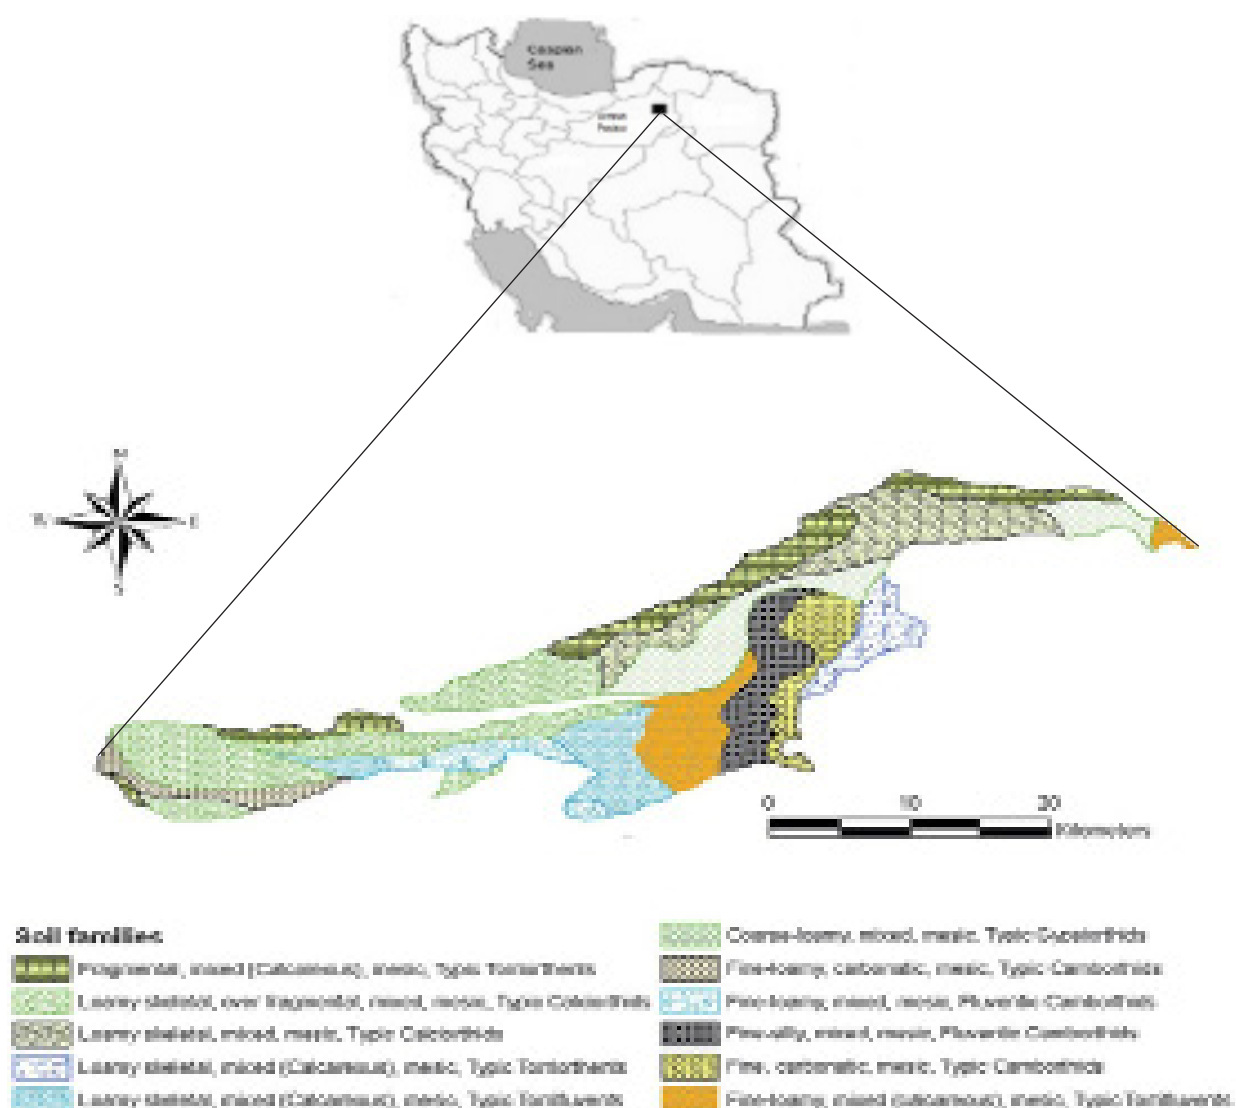 Caspian
Sea
N
W
E
S
0 10 20
Kilometers
Soil families
Fragmental, mixed (Calcareous), mesic, Typic Torriorthents
Loamy skeletal, over fragmental, mixed, mesic, Typic Calciorthids
Loamy skeletal, mixed, mesic, Typic Calciorthids
Loamy skeletal, mixed (Calcareous), mesic, Typic Torriorthents
Loamy skeletal, mixed (Calcareous), mesic, Typic Torrifluvents
Coarse-loamy, mixed, mesic, Typic Gypsiorthids
Fine-loamy, carbonatic, mesic, Typic Camborthids
Fine-loamy, mixed, mesic, Fluventic Camborthids
Fine-silty, mixed, mesic, Fluventic Camborthids
Fine, carbonatic, mesic, Typic Camborthids
Fine-loamy, mixed (calcareous), mesic, Typic Torrifluvents